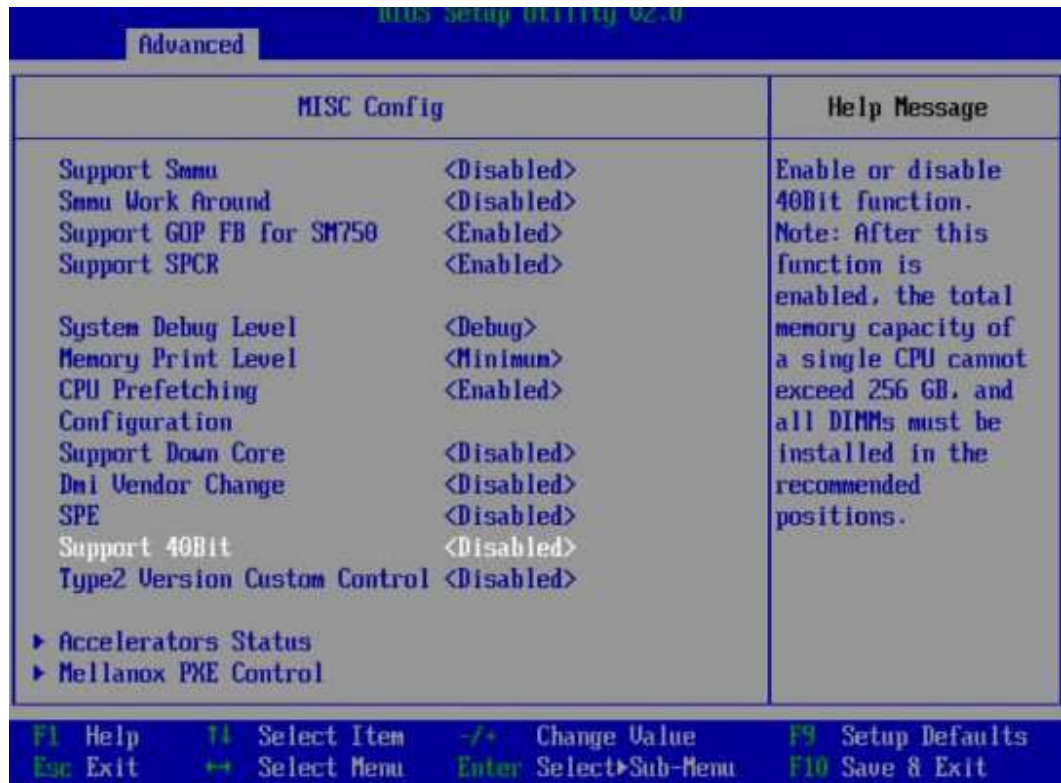 BIOS Setup Utility V2.0
Advanced
MISC Config
Support Smmu <Disabled>
Smmu Work Around <Disabled>
Support GOP FB for SM750 <Enabled>
Support SPCR <Enabled>
System Debug Level <Debug>
Memory Print Level <Minimum>
CPU Prefetching <Enabled>
Configuration
Support Down Core <Disabled>
Dmi Vendor Change <Disabled>
SPE <Disabled>
Support 40Bit <Disabled>
Type2 Version Custom Control <Disabled>
Accelerators Status
Mellanox PXE Control
Help Message
Enable or disable
40Bit function.
Note: After this
function is
enabled, the total
memory capacity of
a single CPU cannot
exceed 256 GB, and
all DIMMs must be
installed in the
recommended
positions.
F1 Help ↑↓ Select Item -/+ Change Value F9 Setup Defaults
Esc Exit ↔ Select Menu Enter Select▶Sub-Menu F10 Save & Exit